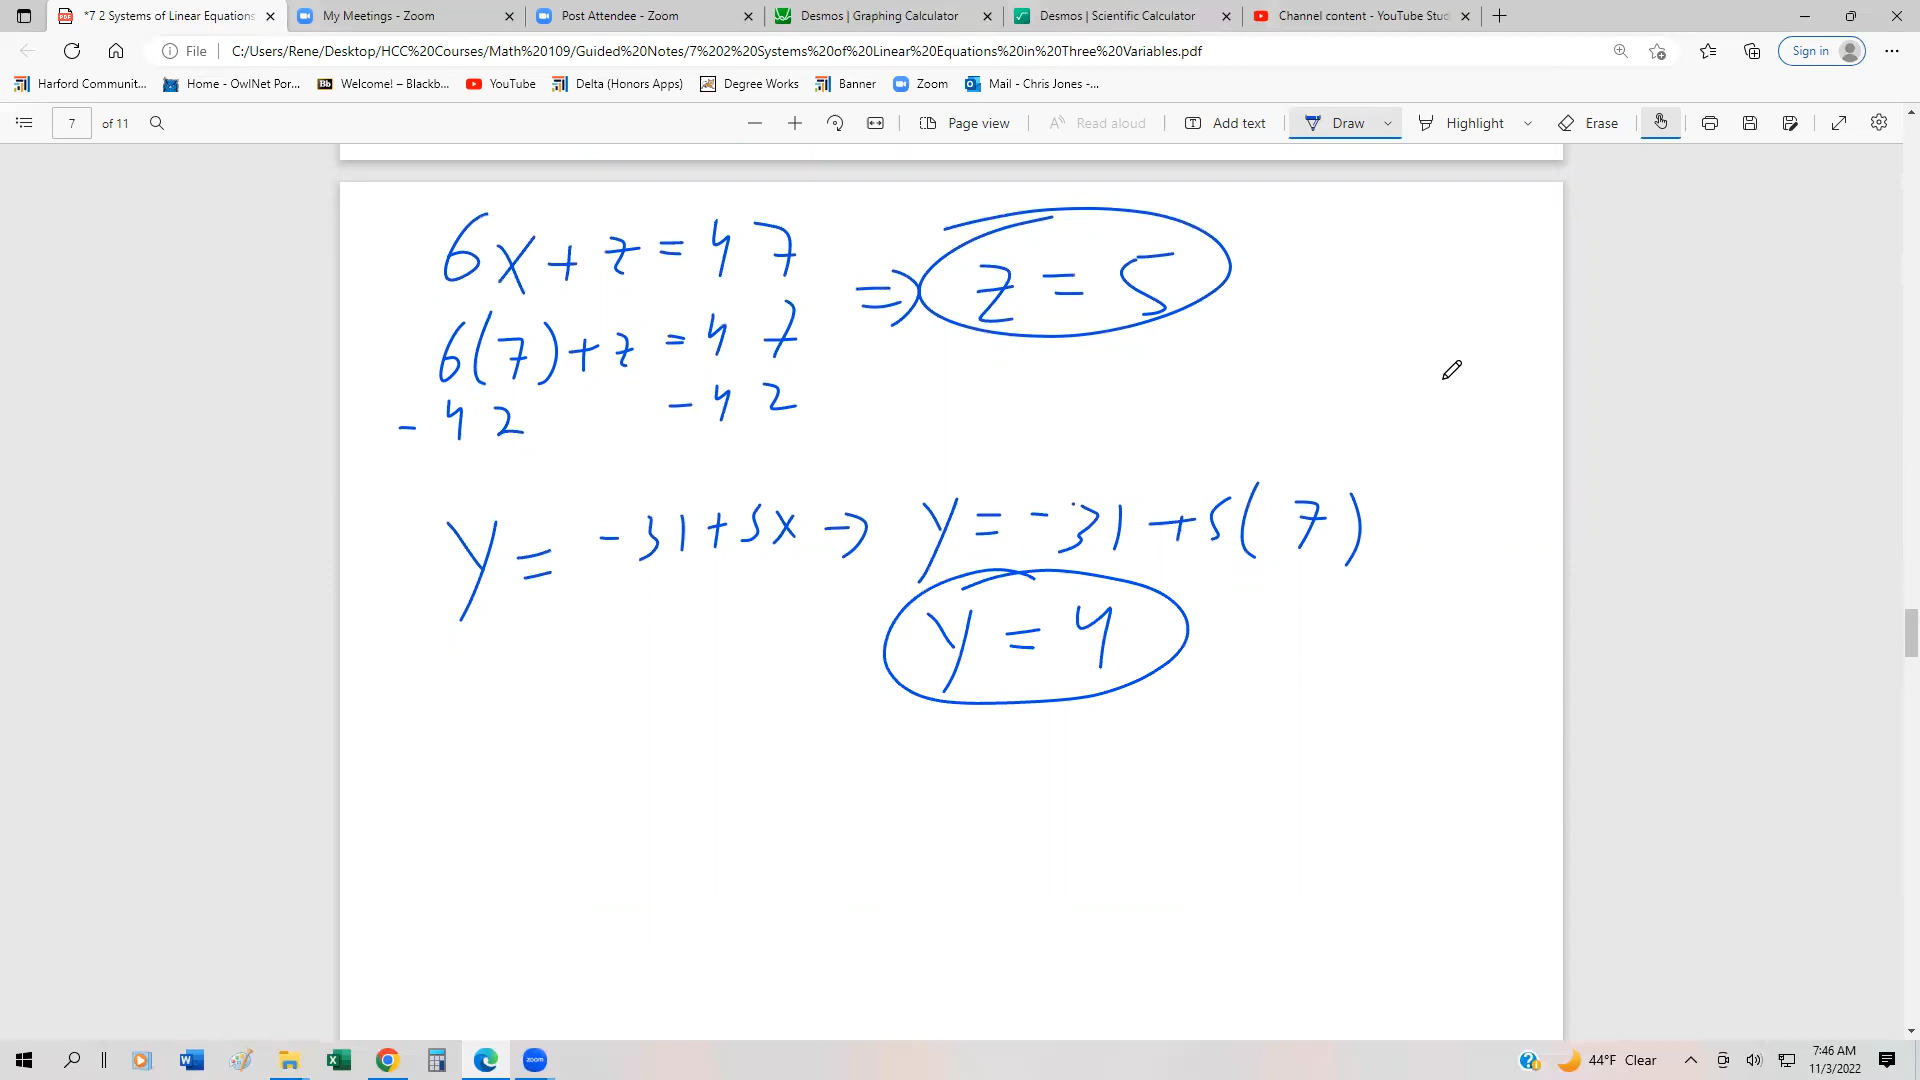 *7 2 Systems of Linear Equations
My Meetings - Zoom
Post Attendee - Zoom
Desmos | Graphing Calculator
Desmos | Scientific Calculator
Channel content - YouTube Stud
File
C:/Users/Rene/Desktop/HCC%20Courses/Math%20109/Guided%20Notes/7%202%20Systems%20of%20Linear%20Equations%20in%20Three%20Variables.pdf
Sign in
Harford Communit...
Home - OwlNet Por...
Welcome! – Blackb...
YouTube
Delta (Honors Apps)
Degree Works
Banner
Zoom
Mail - Chris Jones -...
7 of 11
Page view
Read aloud
Add text
Draw
Highlight
Erase
6x + z = 47
=> z = 5
6(7) + z = 47
- 42 - 42
y = -31 + 5x → y = -31 + 5(7)
y = 4
44°F Clear
7:46 AM
11/3/2022